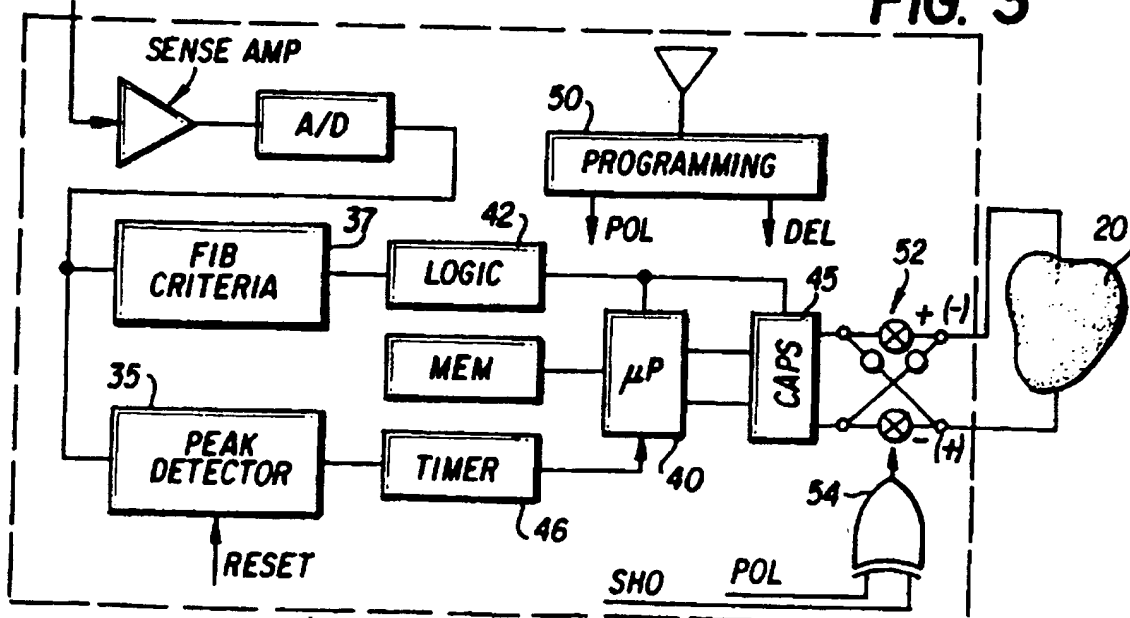 FIG. 5
SENSE AMP
A/D
50
PROGRAMMING
POL
DEL
37
FIB
CRITERIA
42
LOGIC
45
52
+ (-)
20
MEM
μP
CAPS
35
PEAK
DETECTOR
TIMER
40
- (+)
46
54
RESET
SHO
POL